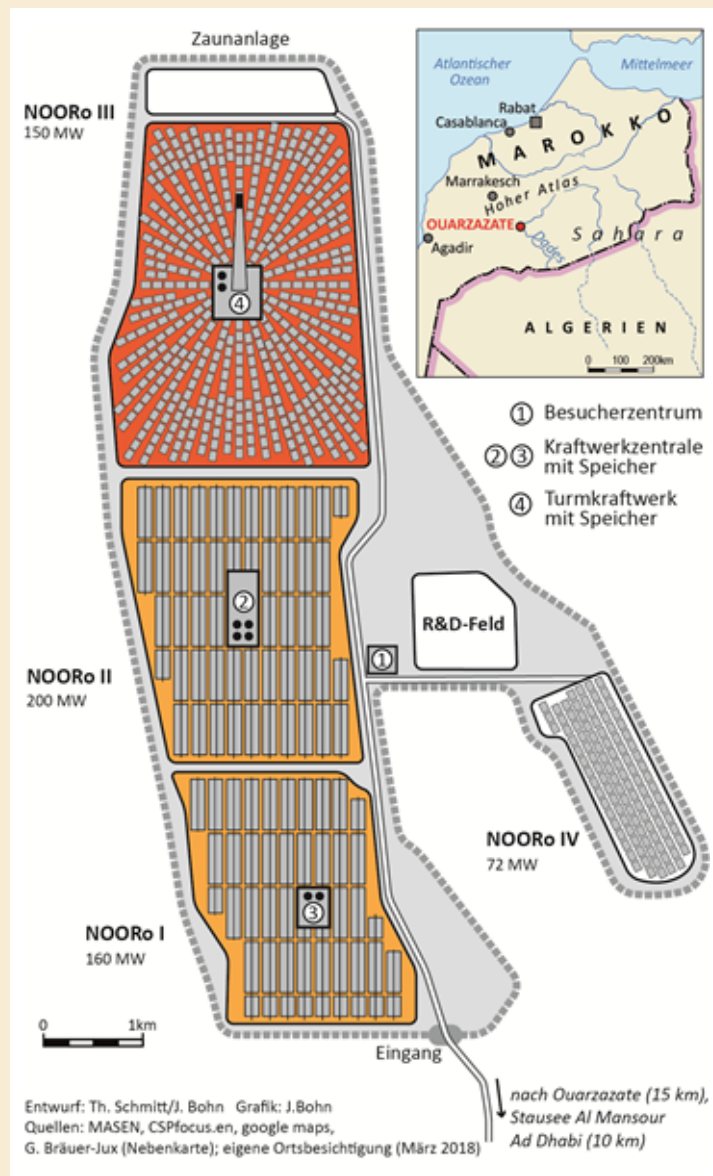 Zaunanlage
NOORo III
150 MW
④
②
NOORo II
200 MW
①
R&D-Feld
NOORo IV
72 MW
③
NOORo I
160 MW
0 1km
Eingang
Atlantischer
Ozean
Mittelmeer
Rabat
Casablanca
MAROKKO
Marrakesch
Hoher Atlas
OUARZAZATE
Dades
Sahara
Agadir
ALGERIEN
0 100 200km
① Besucherzentrum
②③ Kraftwerkzentrale
mit Speicher
④ Turmkraftwerk
mit Speicher
nach Ouarzazate (15 km),
Stausee Al Mansour
Ad Dhabi (10 km)
Entwurf: Th. Schmitt/J. Bohn Grafik: J.Bohn
Quellen: MASEN, CSPfocus.en, google maps,
G. Bräuer-Jux (Nebenkarte); eigene Ortsbesichtigung (März 2018)